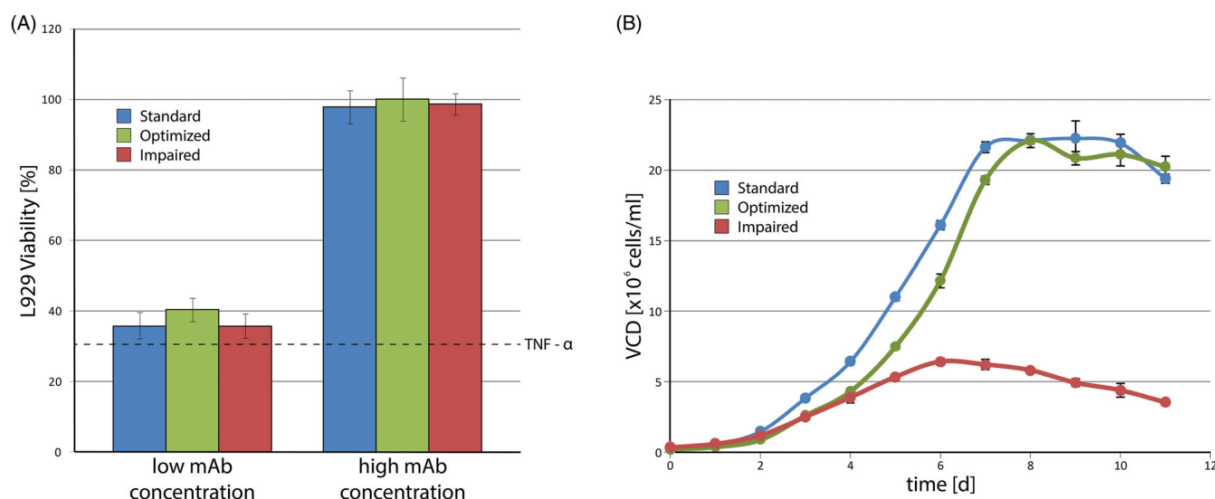 (A)
L929 Viability [%]
120
100
80
60
40
20
0
Standard
Optimized
Impaired
TNF - α
low mAb
concentration
high mAb
concentration
(B)
VCD [x10⁶ cells/ml]
25
20
15
10
5
0
Standard
Optimized
Impaired
0 2 4 6 8 10 12
time [d]